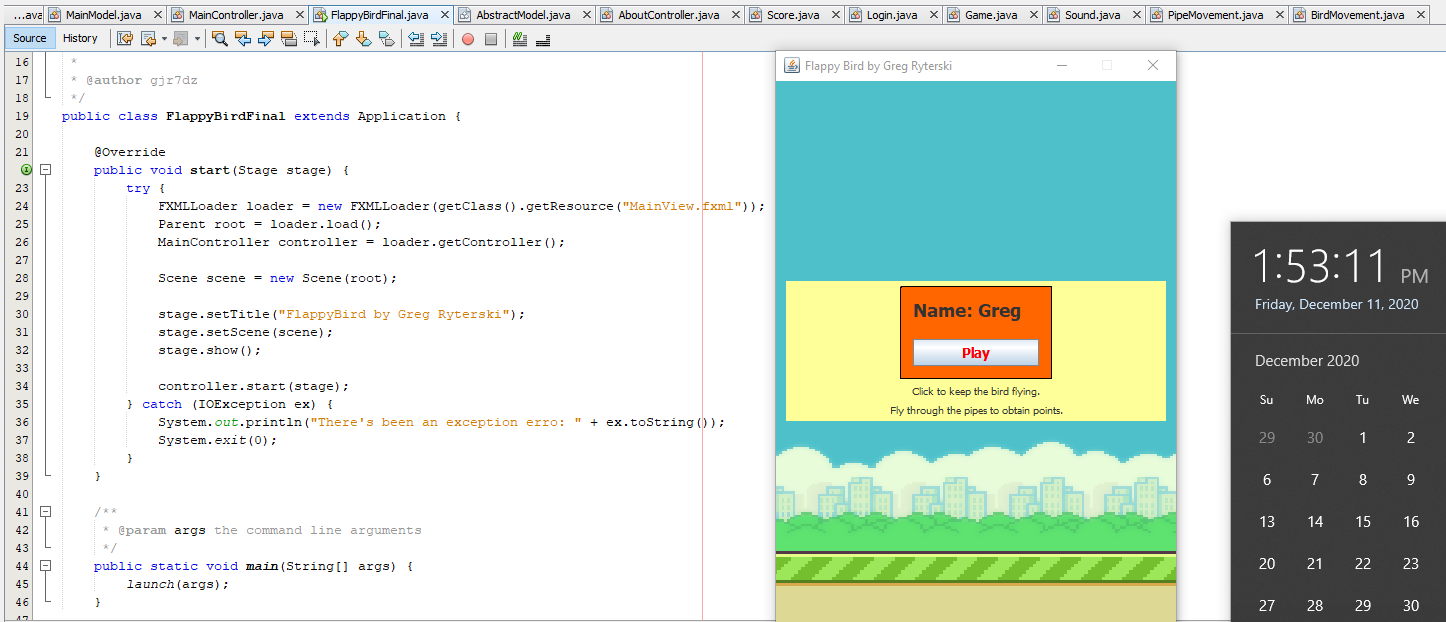 ...ava MainModel.java MainController.java FlappyBirdFinal.java AbstractModel.java AboutController.java Score.java Login.java Game.java Sound.java PipeMovement.java BirdMovement.java
Source History
16 *
17 * @author gjr7dz
18 */
19 public class FlappyBirdFinal extends Application {
20
21 @Override
public void start(Stage stage) {
23 try {
24 FXMLLoader loader = new FXMLLoader(getClass().getResource("MainView.fxml"));
25 Parent root = loader.load();
26 MainController controller = loader.getController();
27
28 Scene scene = new Scene(root);
29
30 stage.setTitle("FlappyBird by Greg Ryterski");
31 stage.setScene(scene);
32 stage.show();
33
34 controller.start(stage);
35 } catch (IOException ex) {
36 System.out.println("There's been an exception erro: " + ex.toString());
37 System.exit(0);
38 }
39 }
40
41 /**
42 * @param args the command line arguments
43 */
44 public static void main(String[] args) {
45 launch(args);
46 }
47
Flappy Bird by Greg Ryterski
Name: Greg
Play
Click to keep the bird flying.
Fly through the pipes to obtain points.
1:53:11 PM
Friday, December 11, 2020
December 2020
Su Mo Tu We
29 30 1 2
6 7 8 9
13 14 15 16
20 21 22 23
27 28 29 30